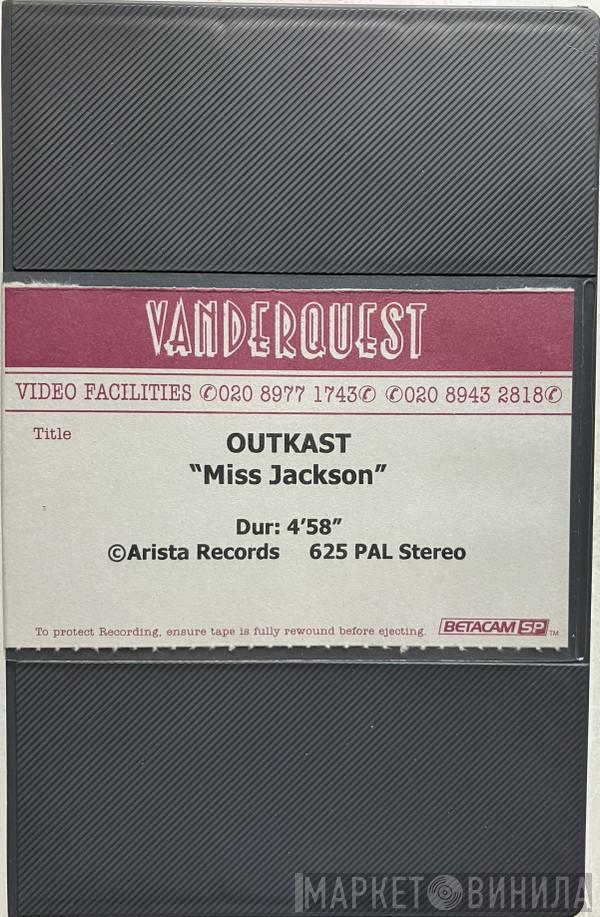 VANDERQUEST
VIDEO FACILITIES ✆020 8977 1743✆ ✆020 8943 2818✆
Title
OUTKAST
“Miss Jackson”
Dur: 4’58”
©Arista Records 625 PAL Stereo
To protect Recording, ensure tape is fully rewound before ejecting. BETACAM SP TM
МАРКЕТ ВИНИЛА